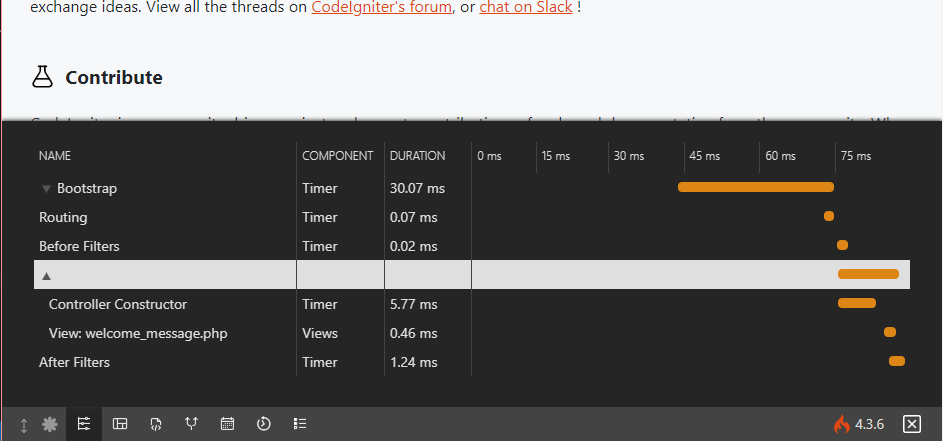 exchange ideas. View all the threads on CodeIgniter's forum, or chat on Slack !
Contribute
NAME COMPONENT DURATION 0 ms 15 ms 30 ms 45 ms 60 ms 75 ms
Bootstrap Timer 30.07 ms
Routing Timer 0.07 ms
Before Filters Timer 0.02 ms
Controller Constructor Timer 5.77 ms
View: welcome_message.php Views 0.46 ms
After Filters Timer 1.24 ms
4.3.6